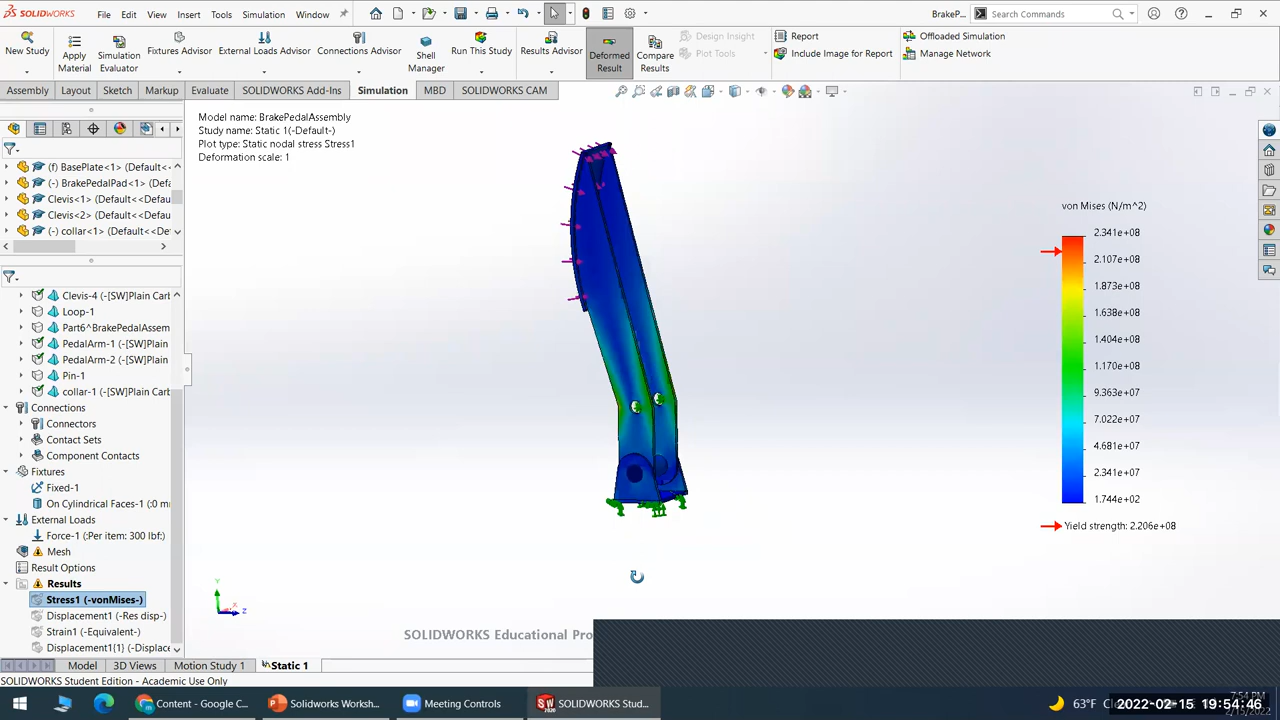 SOLIDWORKS
File Edit View Insert Tools Simulation Window
BrakeP...
Search Commands
New Study
Apply Material
Simulation Evaluator
Fixtures Advisor
External Loads Advisor
Connections Advisor
Shell Manager
Run This Study
Results Advisor
Deformed Result
Compare Results
Design Insight
Plot Tools
Report
Include Image for Report
Offloaded Simulation
Manage Network
Assembly Layout Sketch Markup Evaluate SOLIDWORKS Add-Ins Simulation MBD SOLIDWORKS CAM
Model name: BrakePedalAssembly
Study name: Static 1(-Default-)
Plot type: Static nodal stress Stress1
Deformation scale: 1
(f) BasePlate<1> (Default<
(-) BrakePedalPad<1> (Def
Clevis<1> (Default<<Defau
Clevis<2> (Default<<Defau
(-) collar<1> (Default<<De
Clevis-4 (-[SW]Plain Carb
Loop-1
Part6^BrakePedalAssem
PedalArm-1 (-[SW]Plain
PedalArm-2 (-[SW]Plain
Pin-1
collar-1 (-[SW]Plain Carb
Connections
Connectors
Contact Sets
Component Contacts
Fixtures
Fixed-1
On Cylindrical Faces-1 (:0 m
External Loads
Force-1 (:Per item: 300 lbf:)
Mesh
Result Options
Results
Stress1 (-vonMises-)
Displacement1 (-Res disp-)
Strain1 (-Equivalent-)
Displacement1{1} (-Displac
von Mises (N/m^2)
2.341e+08
2.107e+08
1.873e+08
1.638e+08
1.404e+08
1.170e+08
9.363e+07
7.022e+07
4.681e+07
2.341e+07
1.744e+02
Yield strength: 2.206e+08
Y
X
Z
SOLIDWORKS Educational Pro
Model 3D Views Motion Study 1 Static 1
SOLIDWORKS Student Edition - Academic Use Only
Content - Google C...
Solidworks Worksh...
Meeting Controls
SOLIDWORKS Stud...
63°F
2022-02-15 19:54:46